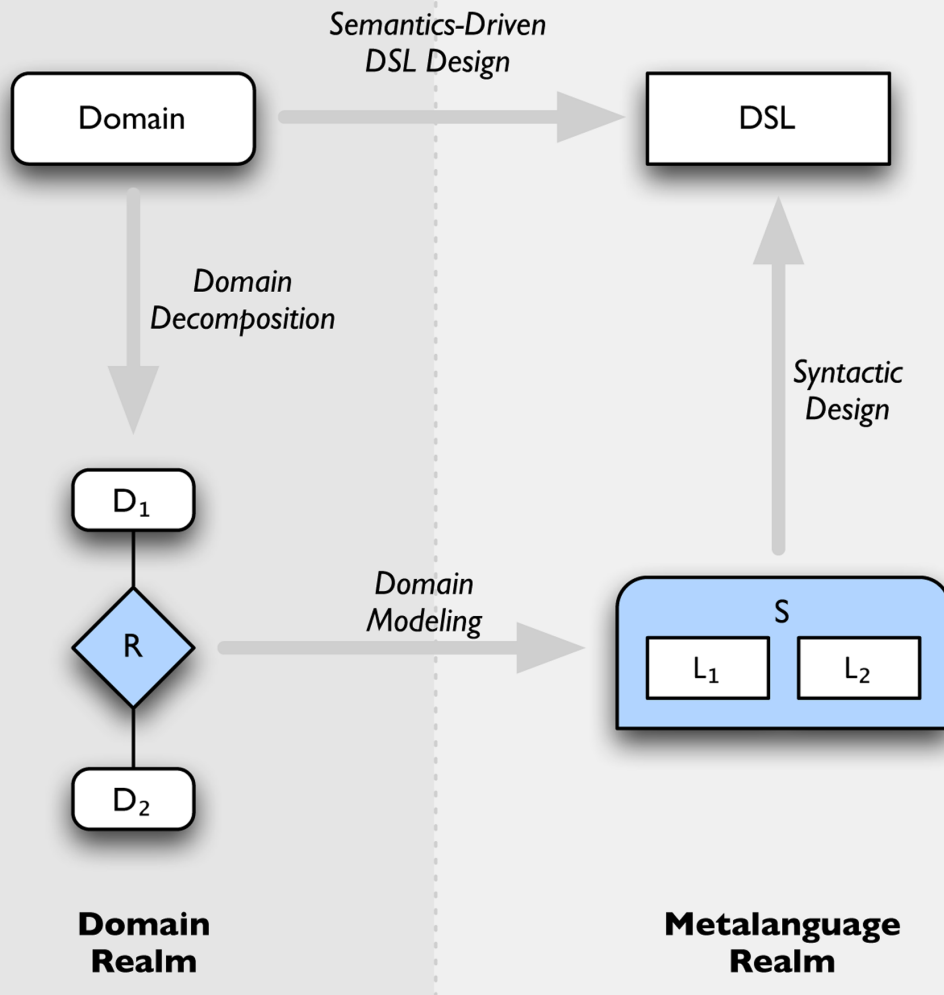 Semantics-Driven
DSL Design
Domain
DSL
Domain
Decomposition
Syntactic
Design
D₁
Domain
Modeling
R
S
L₁ L₂
D₂
Domain
Realm
Metalanguage
Realm